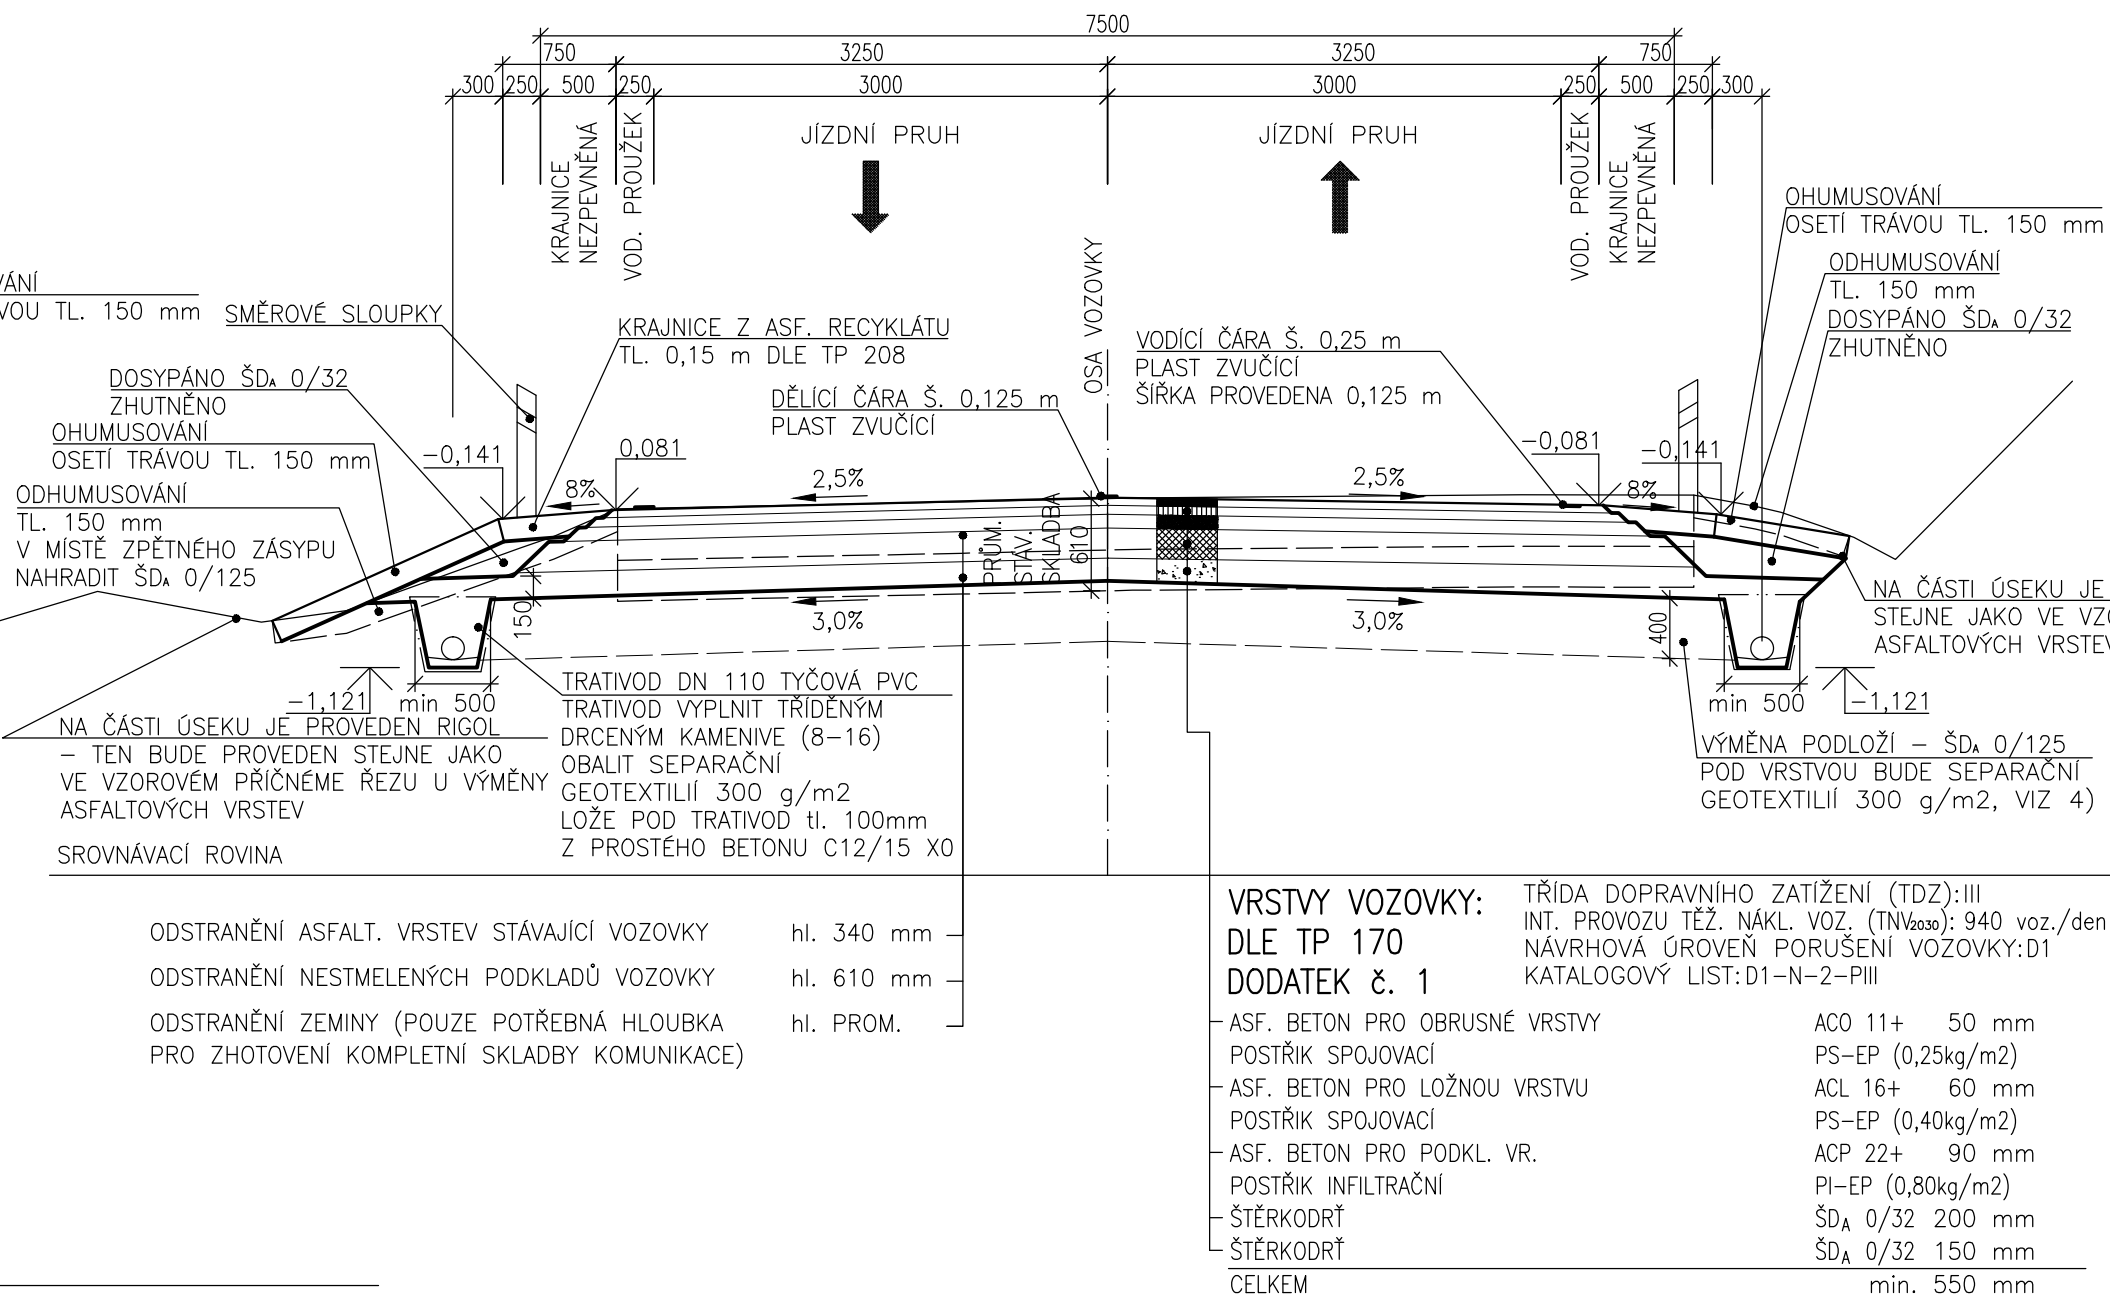 7500
750 3250 3250 750
300 250 500 250 3000 3000 250 500 250 300
JÍZDNÍ PRUH
JÍZDNÍ PRUH
KRAJNICE
NEZPEVNĚNÁ
VOD. PROUŽEK
OSA VOZOVKY
VOD. PROUŽEK
KRAJNICE
NEZPEVNĚNÁ
OHUMUSOVÁNÍ
OSETÍ TRÁVOU TL. 150 mm
ODHUMUSOVÁNÍ
TL. 150 mm
DOSYPÁNO ŠDA 0/32
ZHUTNĚNO
VÁNÍ
VOU TL. 150 mm
SMĚROVÉ SLOUPKY
KRAJNICE Z ASF. RECYKLÁTU
TL. 0,15 m DLE TP 208
VODÍCÍ ČÁRA Š. 0,25 m
PLAST ZVUČÍCÍ
ŠÍŘKA PROVEDENA 0,125 m
DOSYPÁNO ŠDA 0/32
ZHUTNĚNO
DĚLÍCÍ ČÁRA Š. 0,125 m
PLAST ZVUČÍCÍ
OHUMUSOVÁNÍ
OSETÍ TRÁVOU TL. 150 mm
−0,141
0,081
−0,081
−0,141
8%
2,5%
2,5%
8%
ODHUMUSOVÁNÍ
TL. 150 mm
V MÍSTĚ ZPĚTNÉHO ZÁSYPU
NAHRADIT ŠDA 0/125
PRŮM.
STÁV.
SKLADBA
610
150
3,0%
3,0%
400
NA ČÁSTI ÚSEKU JE
STEJNE JAKO VE VZO
ASFALTOVÝCH VRSTEV
−1,121
min 500
min 500
−1,121
NA ČÁSTI ÚSEKU JE PROVEDEN RIGOL
− TEN BUDE PROVEDEN STEJNE JAKO
VE VZOROVÉM PŘÍČNÉME ŘEZU U VÝMĚNY
ASFALTOVÝCH VRSTEV
TRATIVOD DN 110 TYČOVÁ PVC
TRATIVOD VYPLNIT TŘÍDĚNÝM
DRCENÝM KAMENIVE (8−16)
OBALIT SEPARAČNÍ
GEOTEXTILIÍ 300 g/m2
LOŽE POD TRATIVOD tl. 100mm
Z PROSTÉHO BETONU C12/15 X0
VÝMĚNA PODLOŽÍ − ŠDA 0/125
POD VRSTVOU BUDE SEPARAČNÍ
GEOTEXTILIÍ 300 g/m2, VIZ 4)
SROVNÁVACÍ ROVINA
ODSTRANĚNÍ ASFALT. VRSTEV STÁVAJÍCÍ VOZOVKY hl. 340 mm
ODSTRANĚNÍ NESTMELENÝCH PODKLADŮ VOZOVKY hl. 610 mm
ODSTRANĚNÍ ZEMINY (POUZE POTŘEBNÁ HLOUBKA hl. PROM.
PRO ZHOTOVENÍ KOMPLETNÍ SKLADBY KOMUNIKACE)
VRSTVY VOZOVKY:
DLE TP 170
DODATEK č. 1
TŘÍDA DOPRAVNÍHO ZATÍŽENÍ (TDZ):III
INT. PROVOZU TĚŽ. NÁKL. VOZ. (TNV2030): 940 voz./den
NÁVRHOVÁ ÚROVEŇ PORUŠENÍ VOZOVKY:D1
KATALOGOVÝ LIST:D1−N−2−PIII
ASF. BETON PRO OBRUSNÉ VRSTVY ACO 11+ 50 mm
POSTŘIK SPOJOVACÍ PS−EP (0,25kg/m2)
ASF. BETON PRO LOŽNOU VRSTVU ACL 16+ 60 mm
POSTŘIK SPOJOVACÍ PS−EP (0,40kg/m2)
ASF. BETON PRO PODKL. VR. ACP 22+ 90 mm
POSTŘIK INFILTRAČNÍ PI−EP (0,80kg/m2)
ŠTĚRKODRŤ ŠDA 0/32 200 mm
ŠTĚRKODRŤ ŠDA 0/32 150 mm
CELKEM min. 550 mm